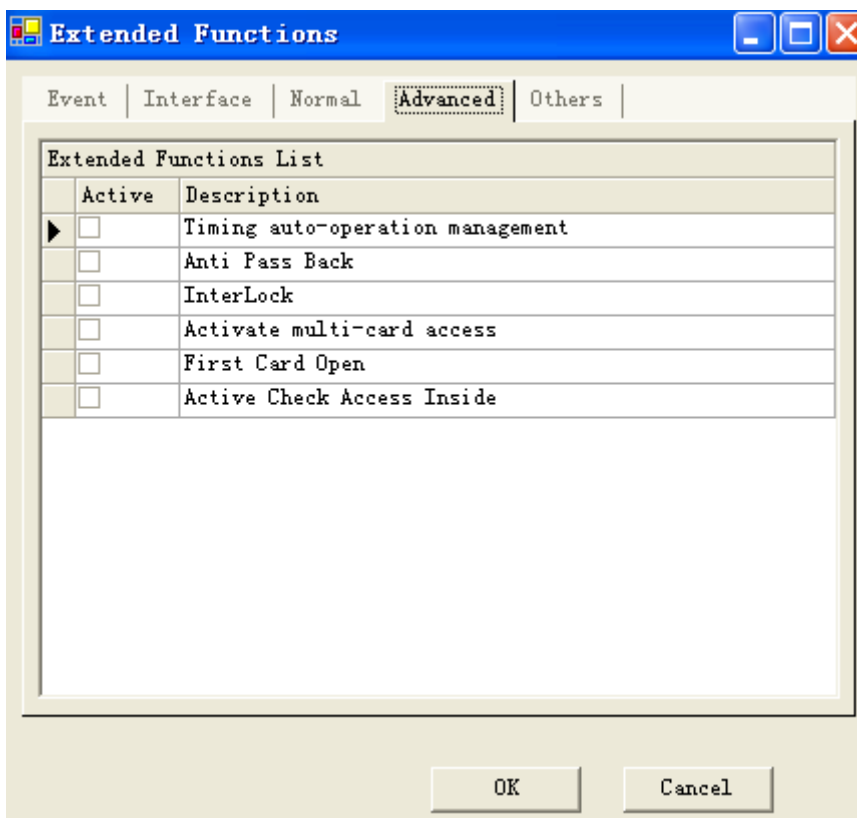 Extended Functions
Event Interface Normal Advanced Others
Extended Functions List
Active Description
Timing auto-operation management
Anti Pass Back
InterLock
Activate multi-card access
First Card Open
Active Check Access Inside
OK Cancel